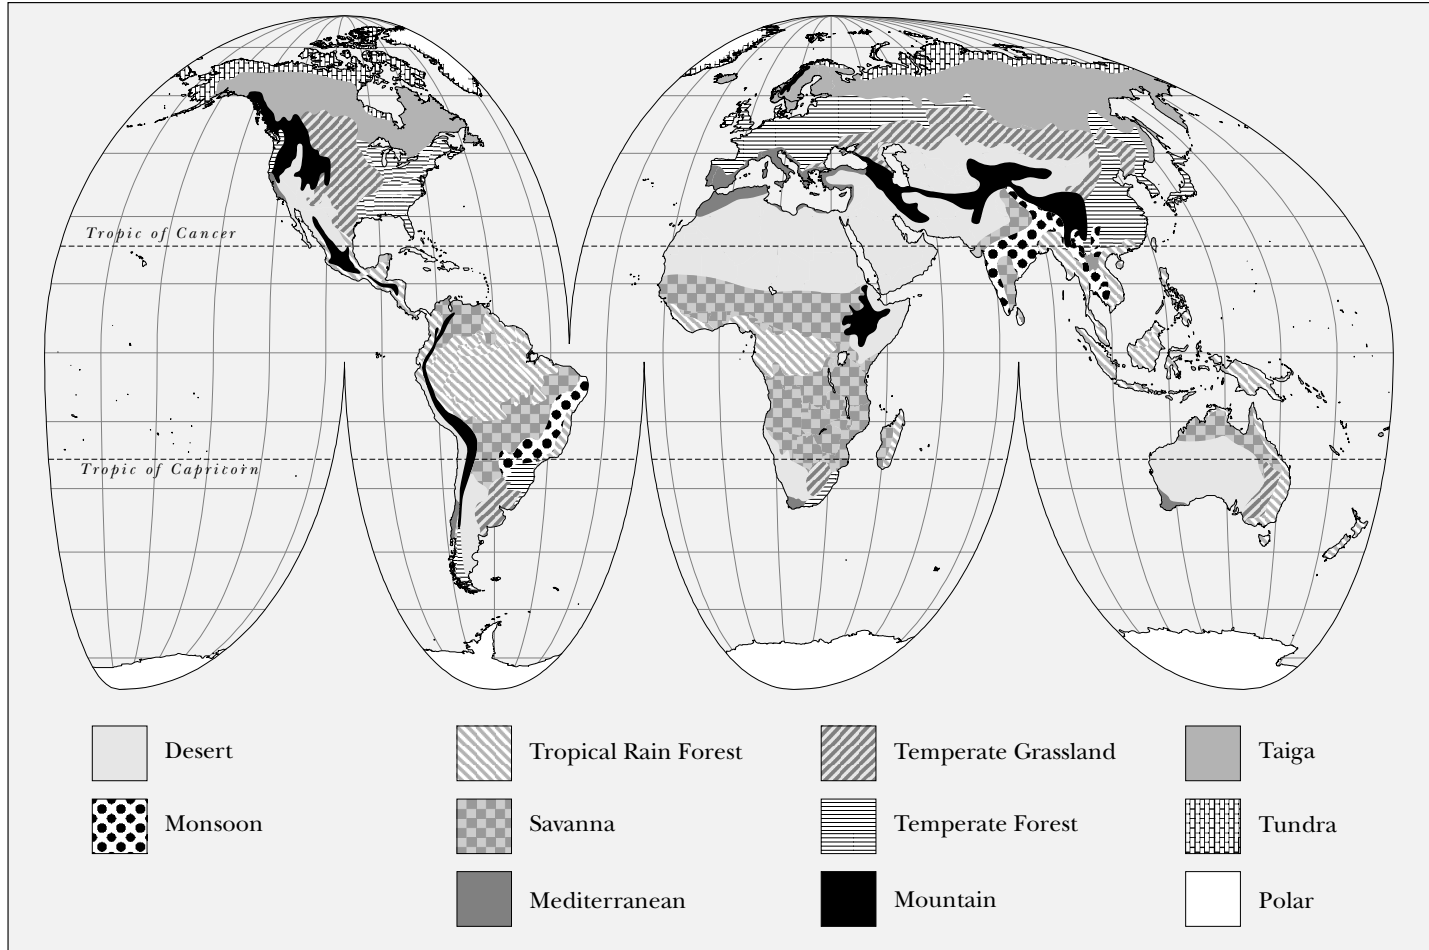 Tropic of Cancer
Tropic of Capricorn
Desert
Tropical Rain Forest
Temperate Grassland
Taiga
Monsoon
Savanna
Temperate Forest
Tundra
Mediterranean
Mountain
Polar